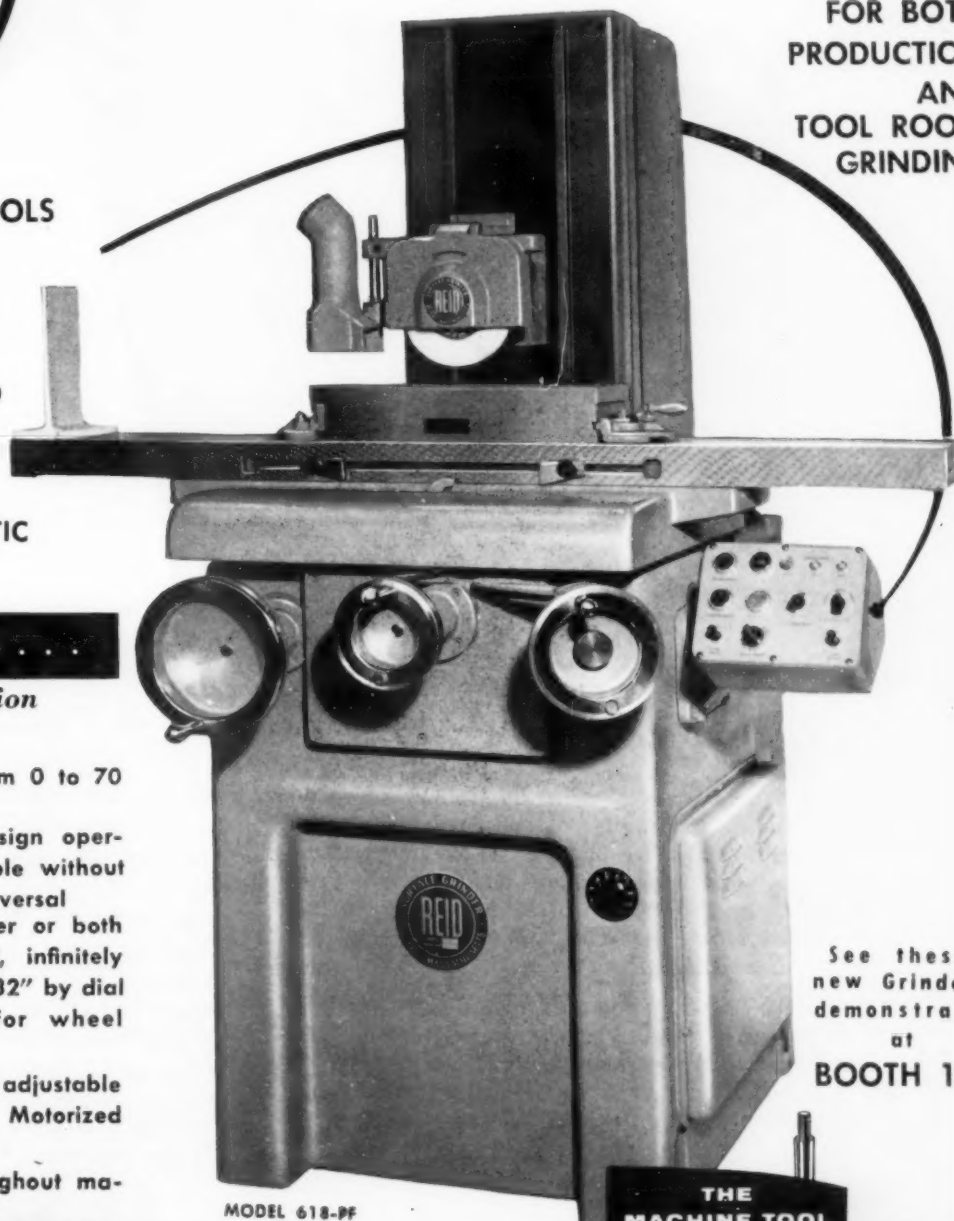 FOR BOT
PRODUCTIO
AN
TOOL ROO
GRINDIN
OLS
TIC
. . .
ion
m 0 to 70
sign oper-
ble without
versal
er or both
, infinitely
32" by dial
for wheel
adjustable
Motorized
ghout ma-
REID
SURFACE GRINDER
REID
See thes
new Grinde
demonstra
at
BOOTH 1
MODEL 618-PF
THE
MACHINE TOOL